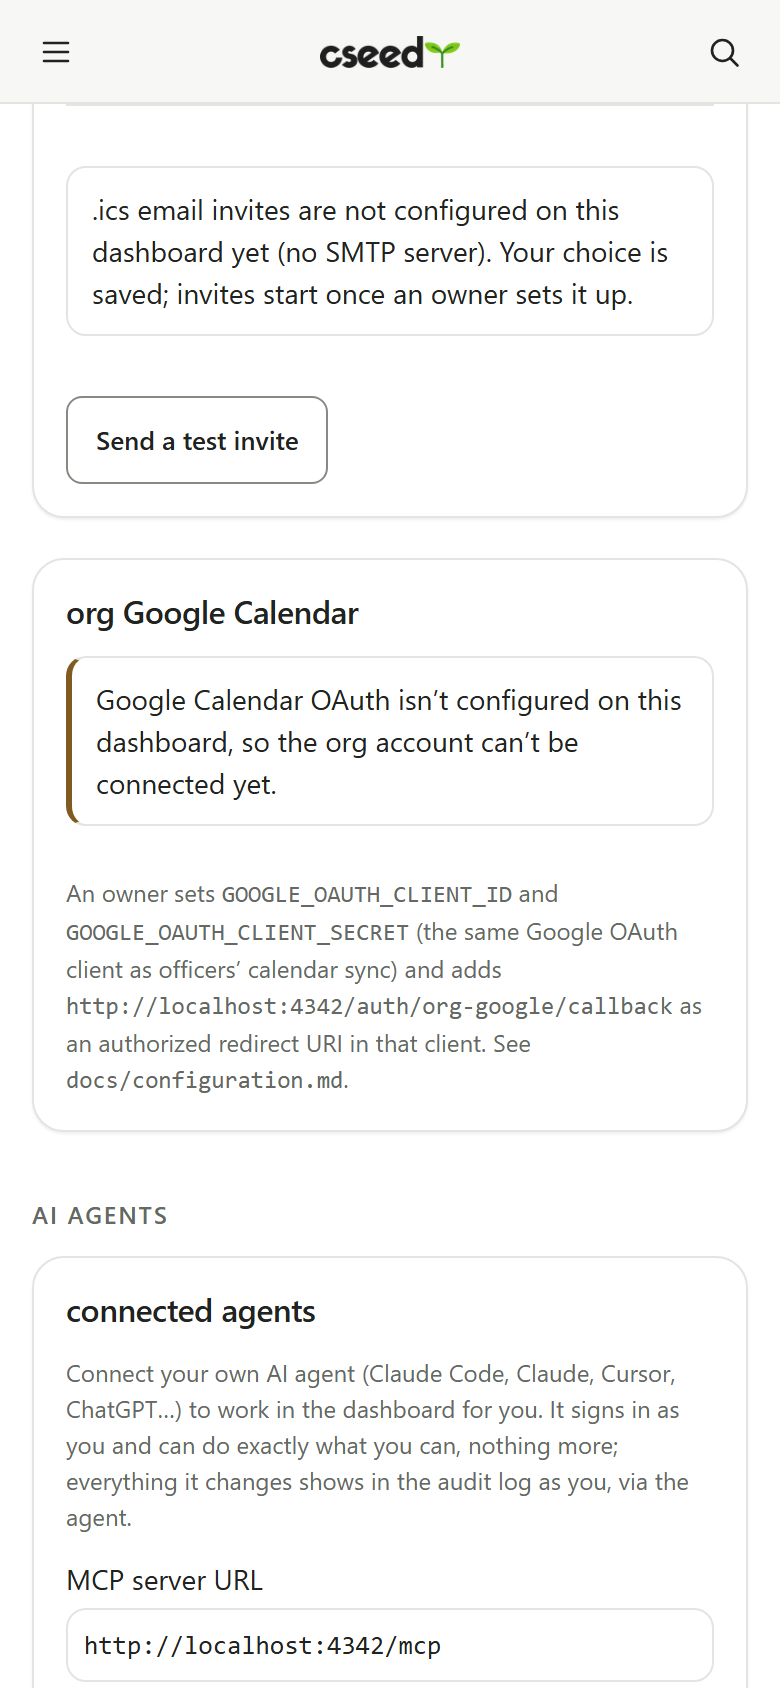 cseed
.ics email invites are not configured on this
dashboard yet (no SMTP server). Your choice is
saved; invites start once an owner sets it up.
Send a test invite
org Google Calendar
Google Calendar OAuth isn’t configured on this
dashboard, so the org account can’t be
connected yet.
An owner sets GOOGLE_OAUTH_CLIENT_ID and
GOOGLE_OAUTH_CLIENT_SECRET (the same Google OAuth
client as officers’ calendar sync) and adds
http://localhost:4342/auth/org-google/callback as
an authorized redirect URI in that client. See
docs/configuration.md.
AI AGENTS
connected agents
Connect your own AI agent (Claude Code, Claude, Cursor,
ChatGPT…) to work in the dashboard for you. It signs in as
you and can do exactly what you can, nothing more;
everything it changes shows in the audit log as you, via the
agent.
MCP server URL
http://localhost:4342/mcp